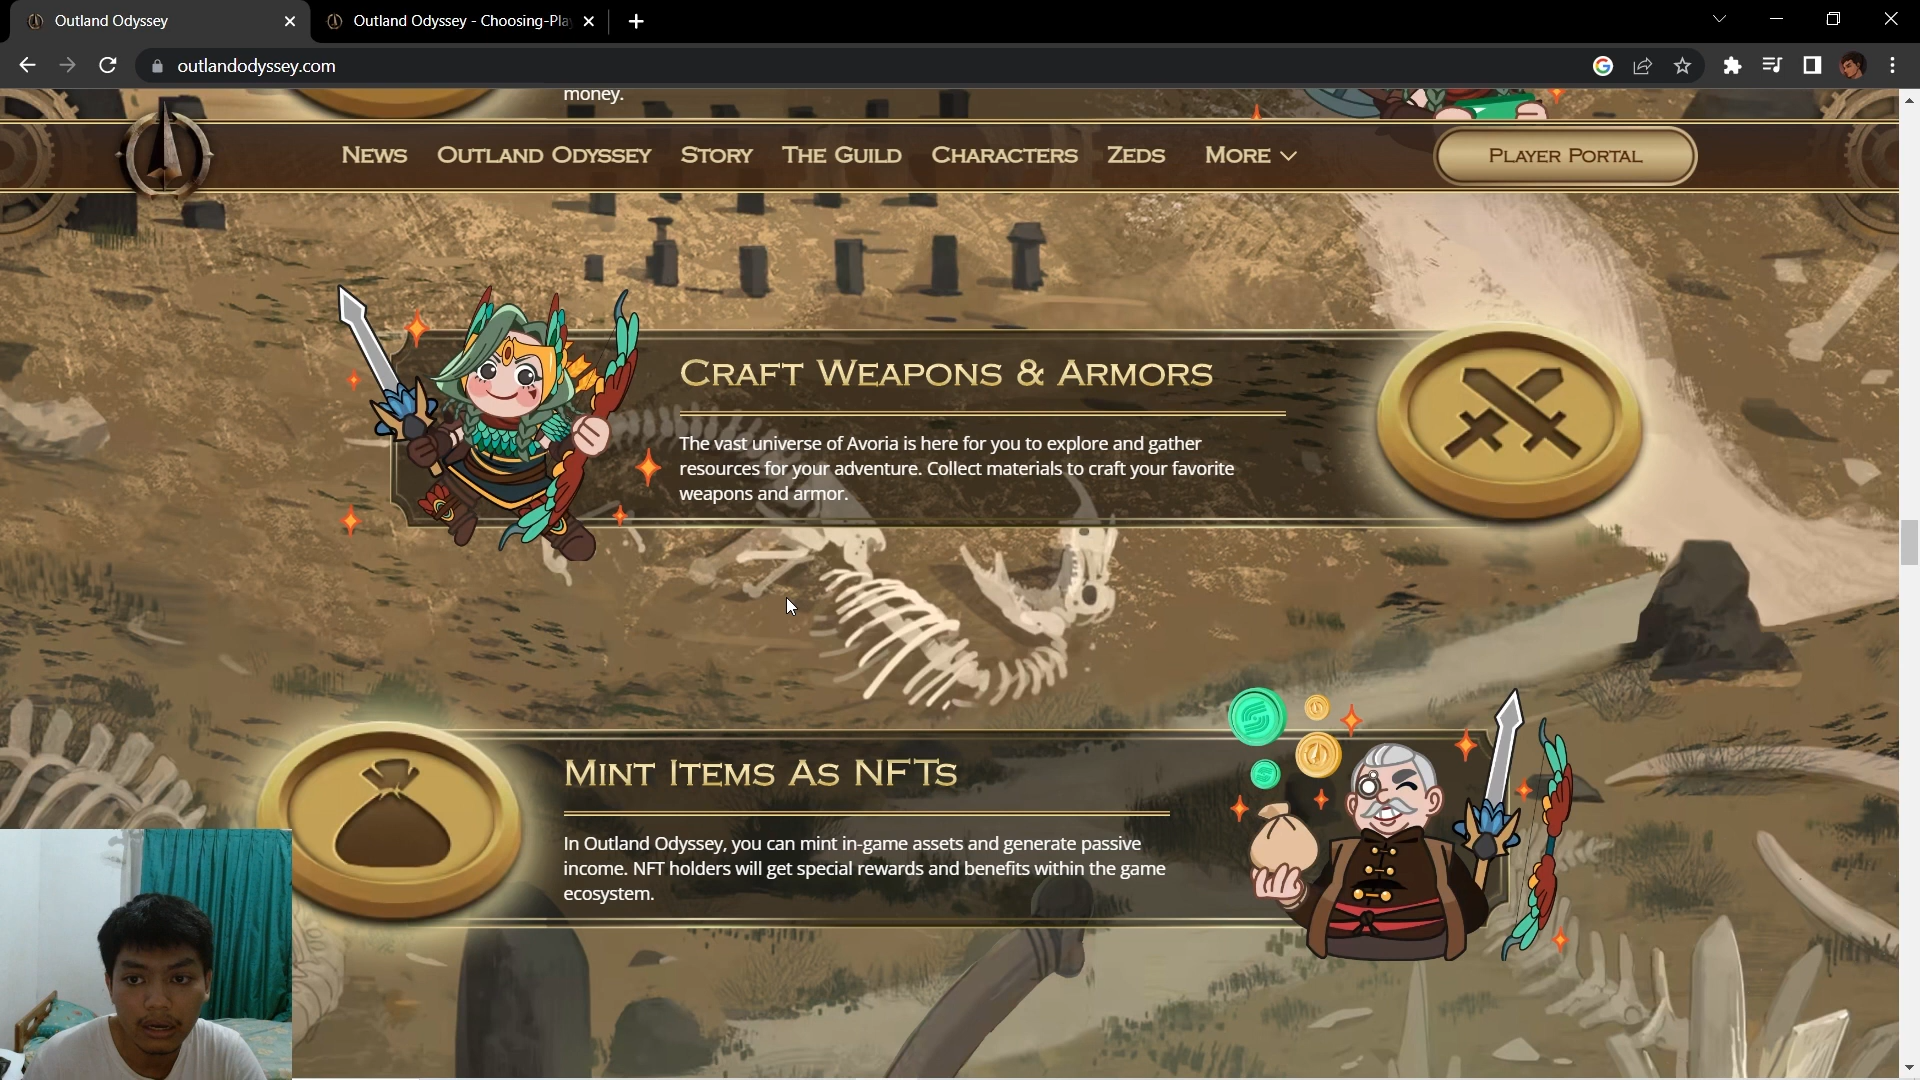 Outland Odyssey
Outland Odyssey - Choosing-Pla
outlandodyssey.com
money.
NEWS OUTLAND ODYSSEY STORY THE GUILD CHARACTERS ZEDS MORE
PLAYER PORTAL
CRAFT WEAPONS & ARMORS
The vast universe of Avoria is here for you to explore and gather
resources for your adventure. Collect materials to craft your favorite
weapons and armor.
MINT ITEMS AS NFTS
In Outland Odyssey, you can mint in-game assets and generate passive
income. NFT holders will get special rewards and benefits within the game
ecosystem.